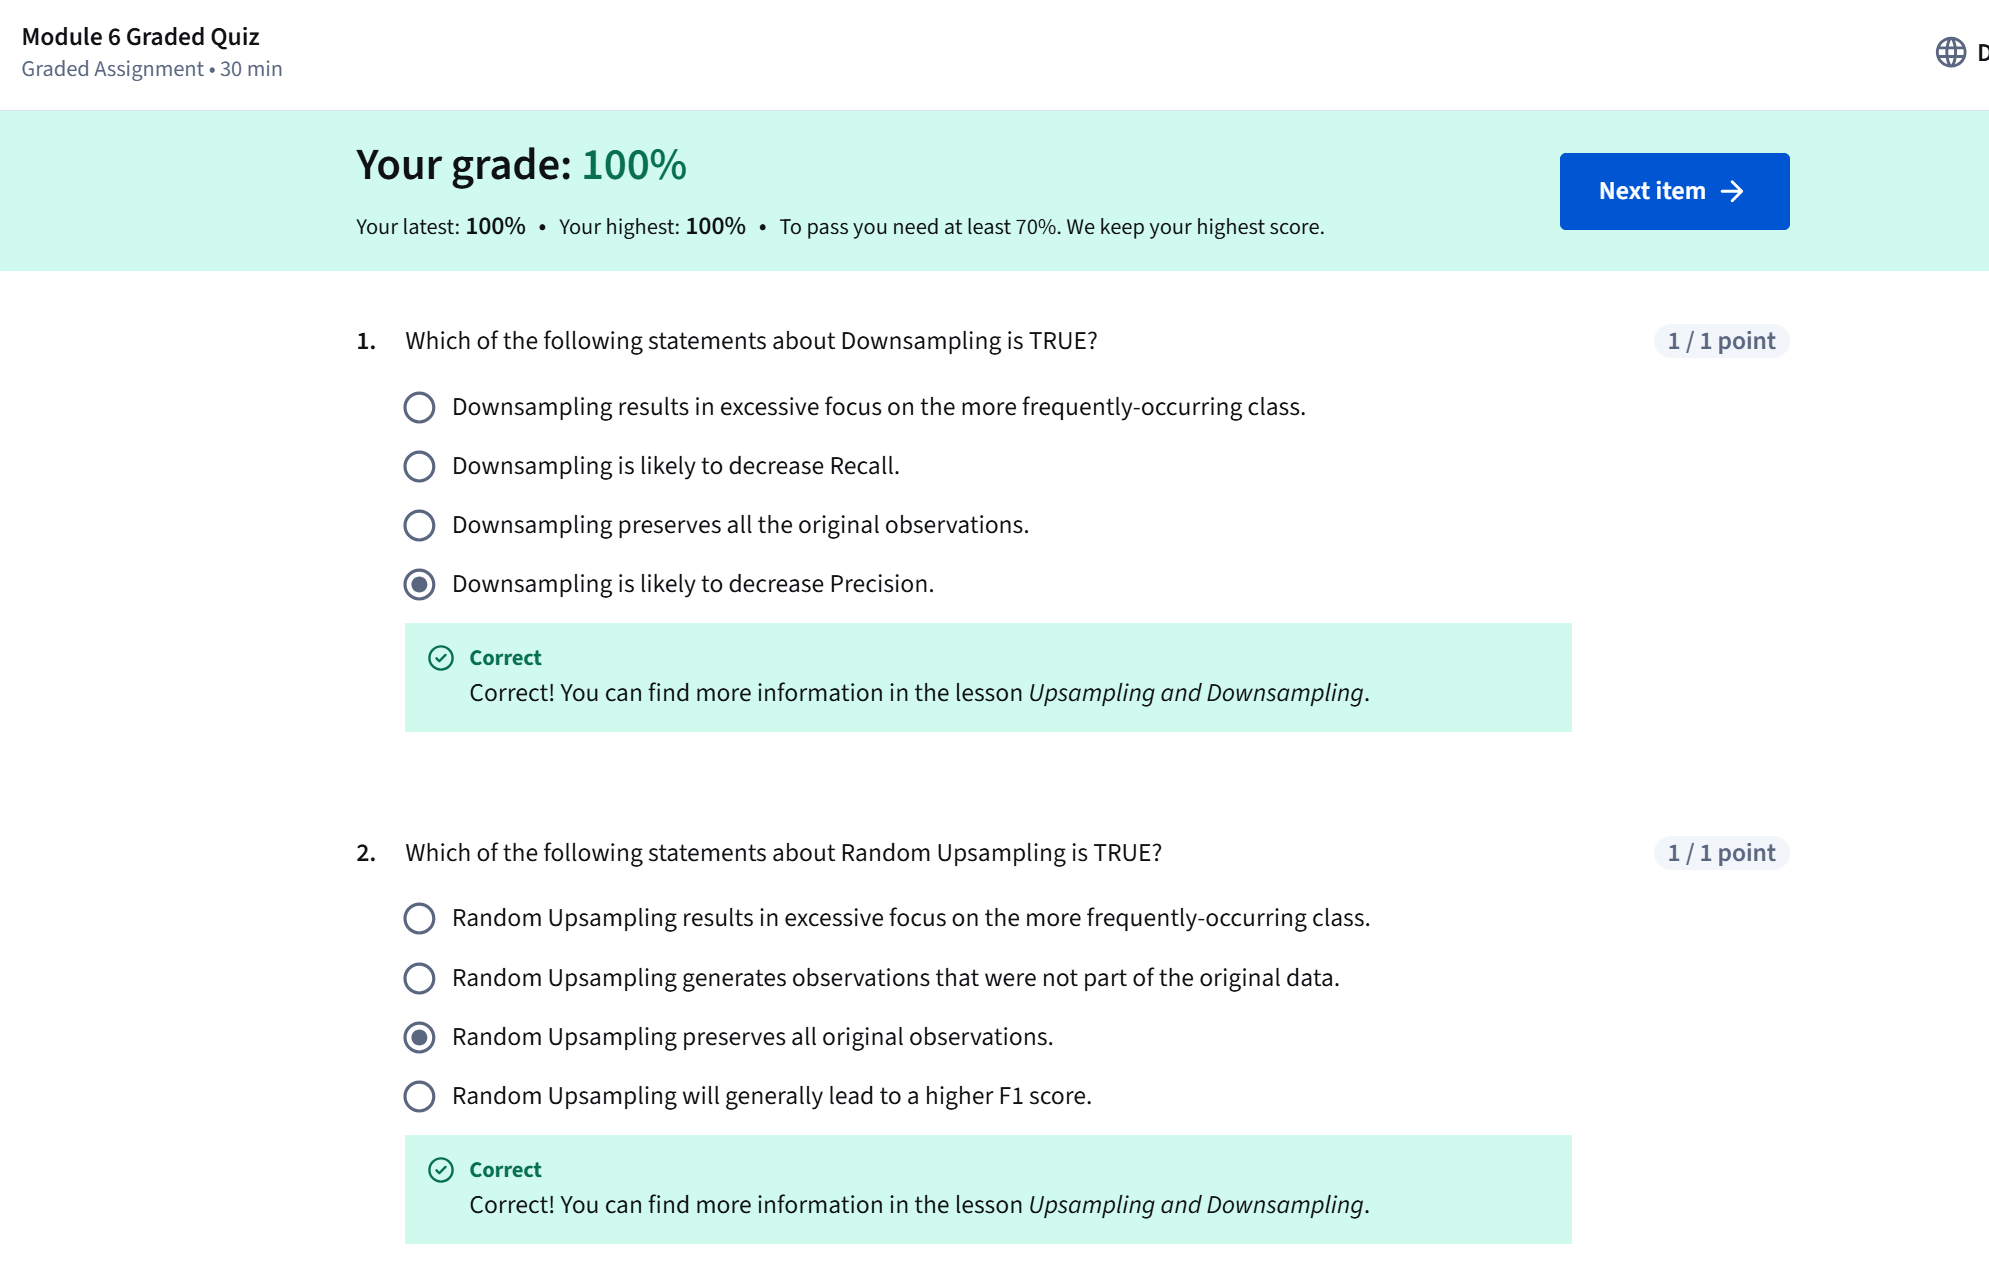 Module 6 Graded Quiz
Graded Assignment • 30 min
D
Your grade: 100%
Your latest: 100% • Your highest: 100% • To pass you need at least 70%. We keep your highest score.
Next item →
1. Which of the following statements about Downsampling is TRUE?
1 / 1 point
Downsampling results in excessive focus on the more frequently-occurring class.
Downsampling is likely to decrease Recall.
Downsampling preserves all the original observations.
Downsampling is likely to decrease Precision.
Correct
Correct! You can find more information in the lesson Upsampling and Downsampling.
2. Which of the following statements about Random Upsampling is TRUE?
1 / 1 point
Random Upsampling results in excessive focus on the more frequently-occurring class.
Random Upsampling generates observations that were not part of the original data.
Random Upsampling preserves all original observations.
Random Upsampling will generally lead to a higher F1 score.
Correct
Correct! You can find more information in the lesson Upsampling and Downsampling.